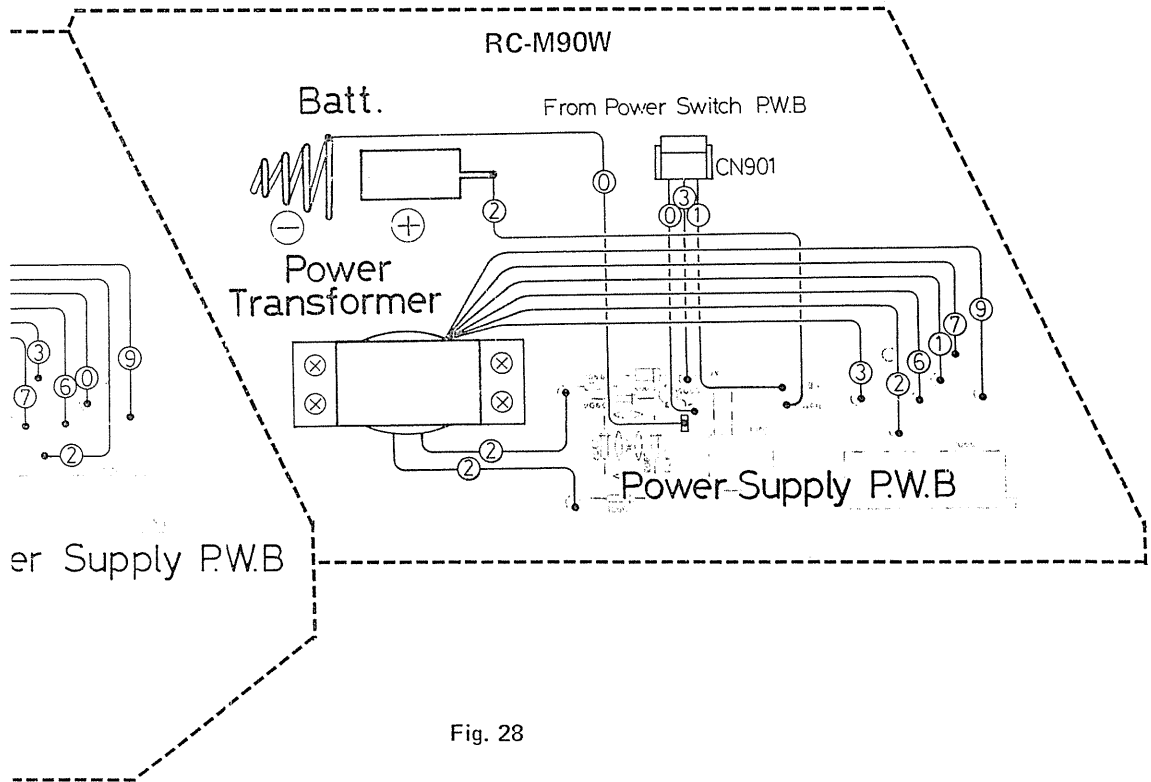 RC-M90W
Batt.
From Power Switch P.W.B
CN901
0
3
0
1
2
− +
Power
Transformer
9
7
1
6
3
2
2
2
Power Supply P.W.B
3
7
6
0
9
2
er Supply P.W.B
Fig. 28